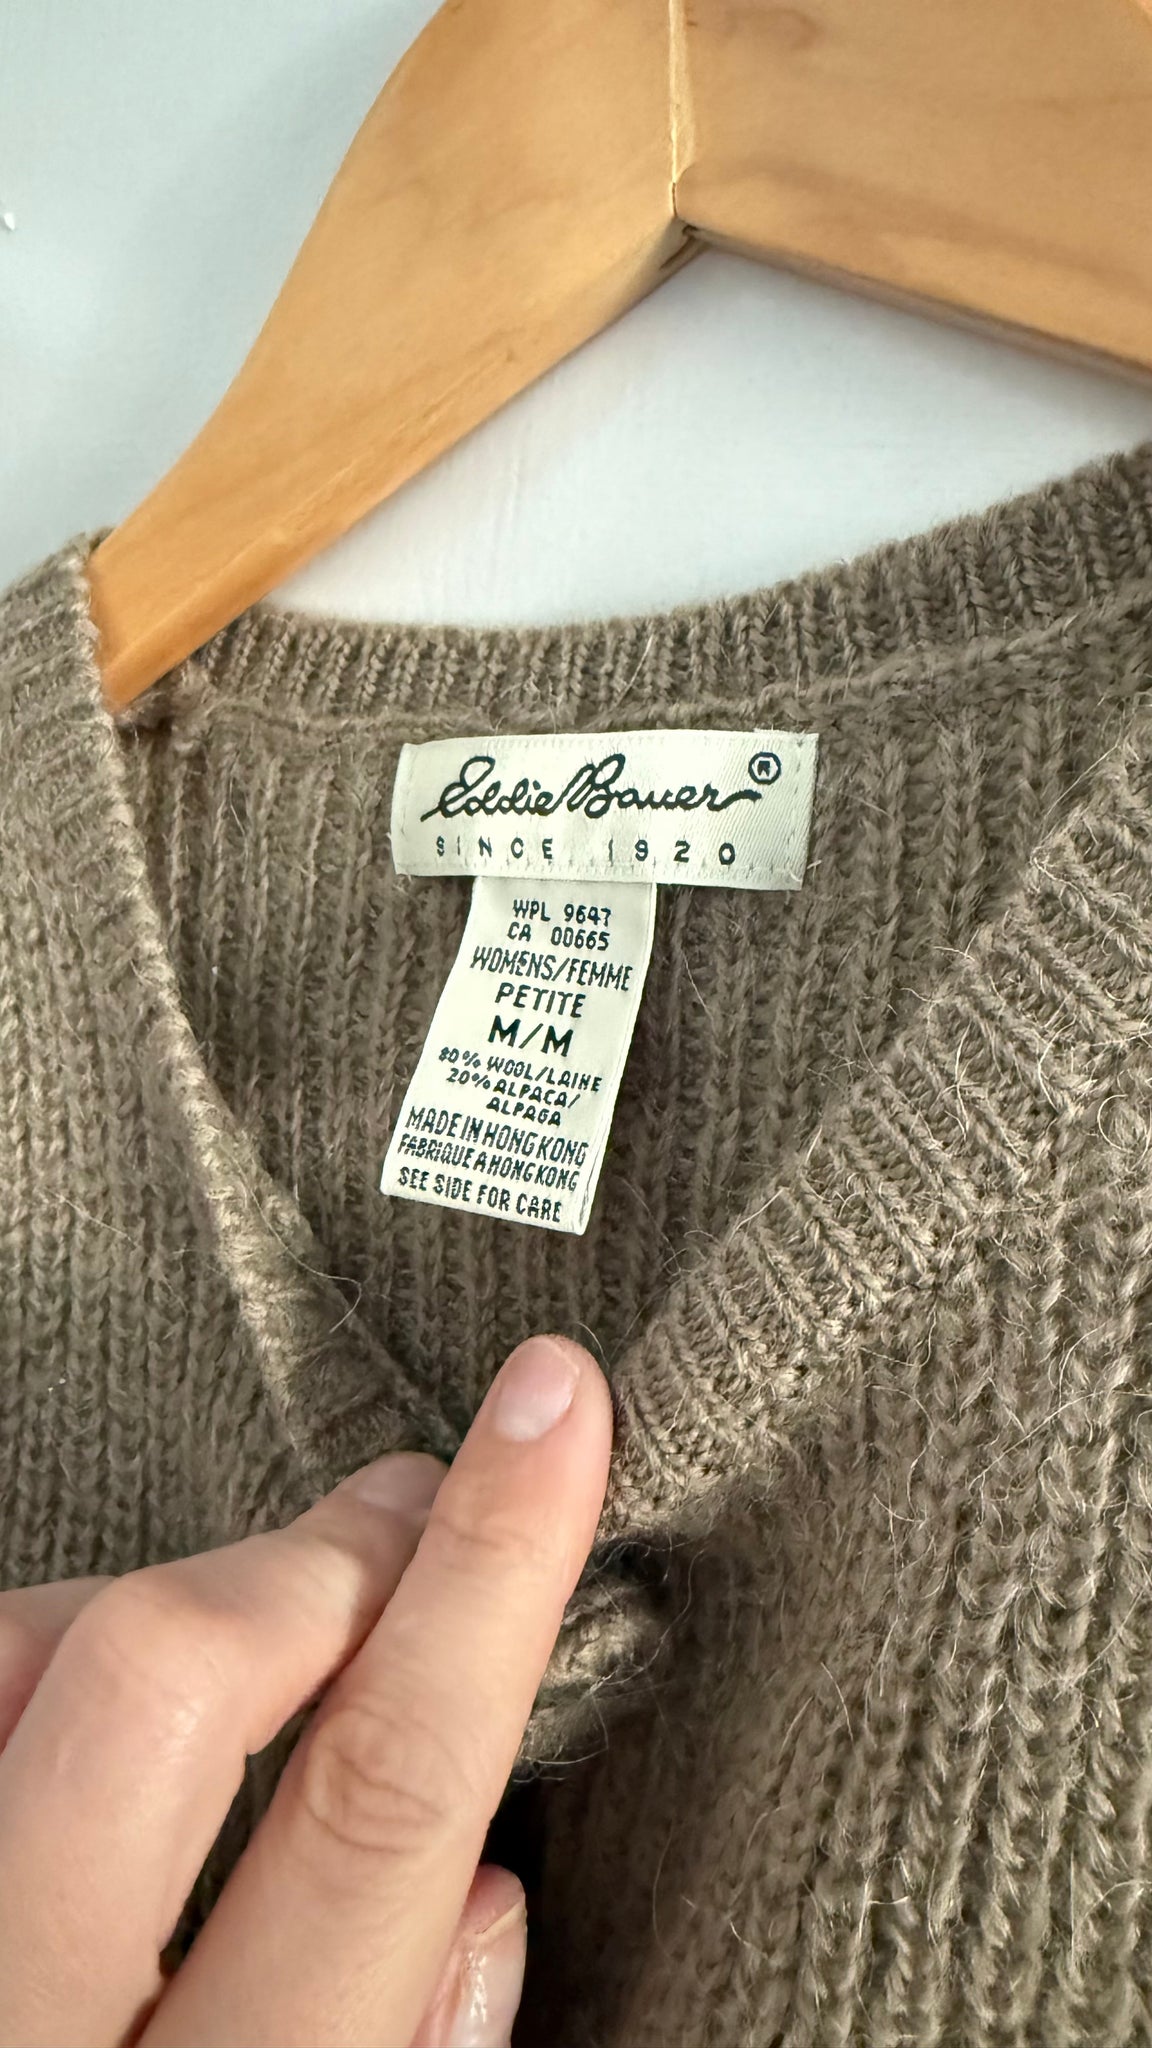 Eddie Bauer®
SINCE 1920
WPL 9647
CA 00665
WOMENS/FEMME
PETITE
M/M
80% WOOL/LAINE
20% ALPACA/
ALPAGA
MADE IN HONG KONG
FABRIQUE A HONG KONG
SEE SIDE FOR CARE